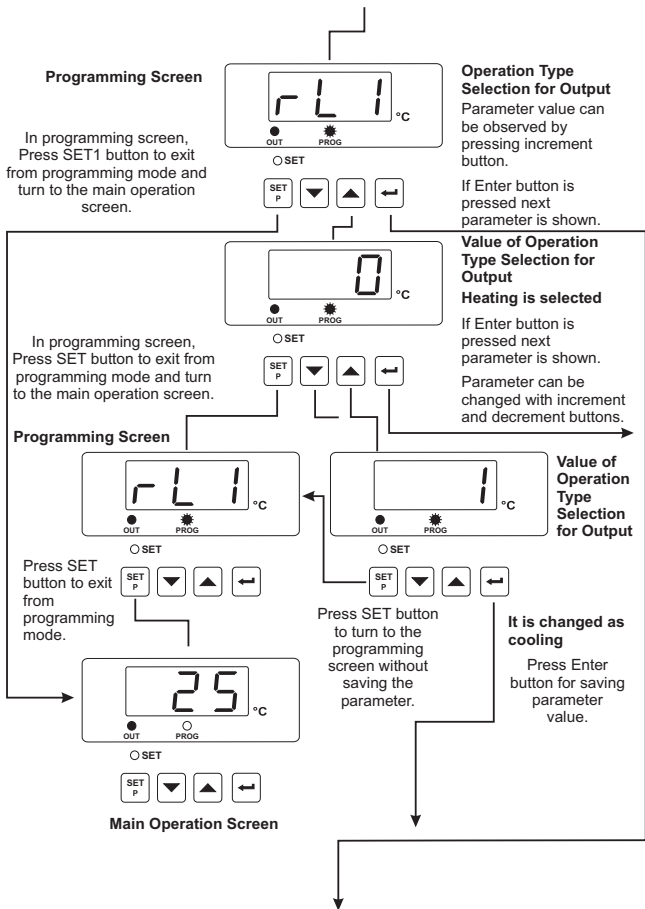 Programming Screen
rL1
°C
OUT
PROG
SET
SET
P
Operation Type
Selection for Output
Parameter value can
be observed by
pressing increment
button.
If Enter button is
pressed next
parameter is shown.
In programming screen,
Press SET1 button to exit
from programming mode and
turn to the main operation
screen.
0
°C
OUT
PROG
SET
SET
P
Value of Operation
Type Selection for
Output
Heating is selected
If Enter button is
pressed next
parameter is shown.
Parameter can be
changed with increment
and decrement buttons.
In programming screen,
Press SET button to exit from
programming mode and turn
to the main operation screen.
Programming Screen
rL1
°C
OUT
PROG
SET
SET
P
Press SET
button to exit
from
programming
mode.
1
°C
OUT
PROG
SET
SET
P
Value of
Operation
Type
Selection
for Output
Press SET button
to turn to the
programming
screen without
saving the
parameter.
It is changed as
cooling
Press Enter
button for saving
parameter
value.
25
°C
OUT
PROG
SET
SET
P
Main Operation Screen